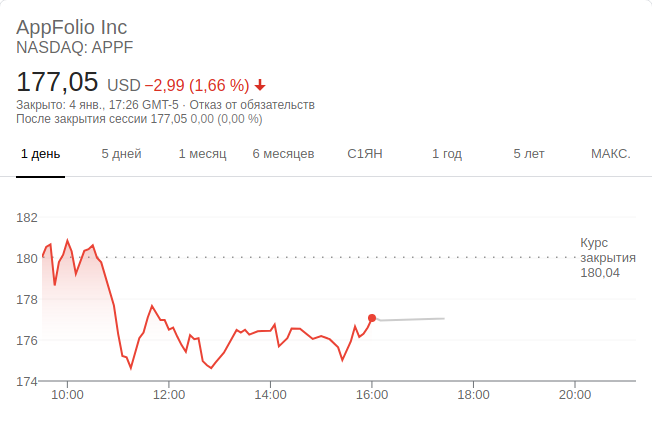 AppFolio Inc
NASDAQ: APPF
177,05 USD −2,99 (1,66 %)
Закрыто: 4 янв., 17:26 GMT-5 · Отказ от обязательств
После закрытия сессии 177,05 0,00 (0,00 %)
1 день 5 дней 1 месяц 6 месяцев С1ЯН 1 год 5 лет МАКС.
182
180
178
176
174
Курс
закрытия
180,04
10:00 12:00 14:00 16:00 18:00 20:00